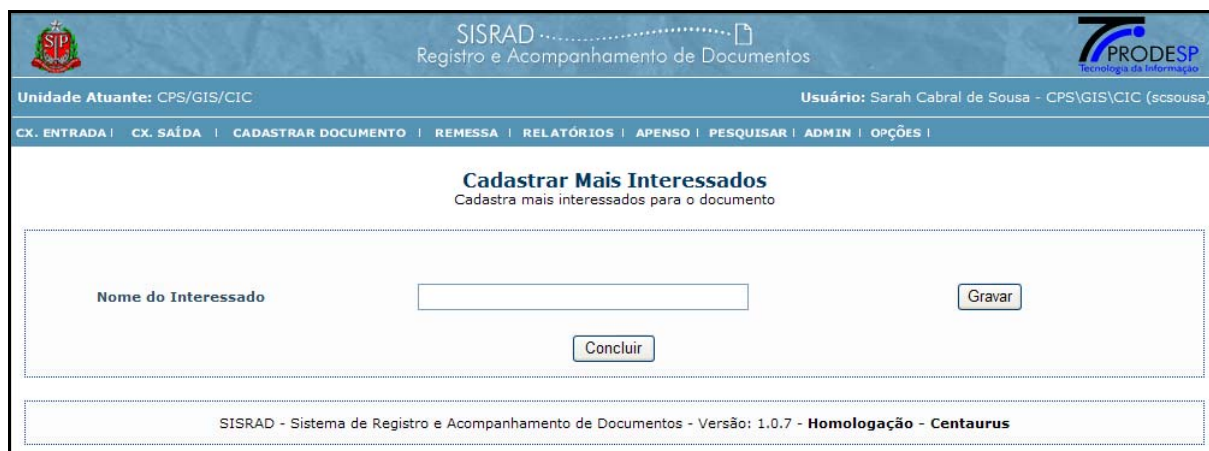 SP
SISRAD
Registro e Acompanhamento de Documentos
PRODESP
Tecnologia da Informação
Unidade Atuante: CPS/GIS/CIC
Usuário: Sarah Cabral de Sousa - CPS\GIS\CIC (scsousa)
CX. ENTRADA | CX. SAÍDA | CADASTRAR DOCUMENTO | REMESSA | RELATÓRIOS | APENSO | PESQUISAR | ADMIN | OPÇÕES |
Cadastrar Mais Interessados
Cadastra mais interessados para o documento
Nome do Interessado
Gravar
Concluir
SISRAD - Sistema de Registro e Acompanhamento de Documentos - Versão: 1.0.7 - Homologação - Centaurus